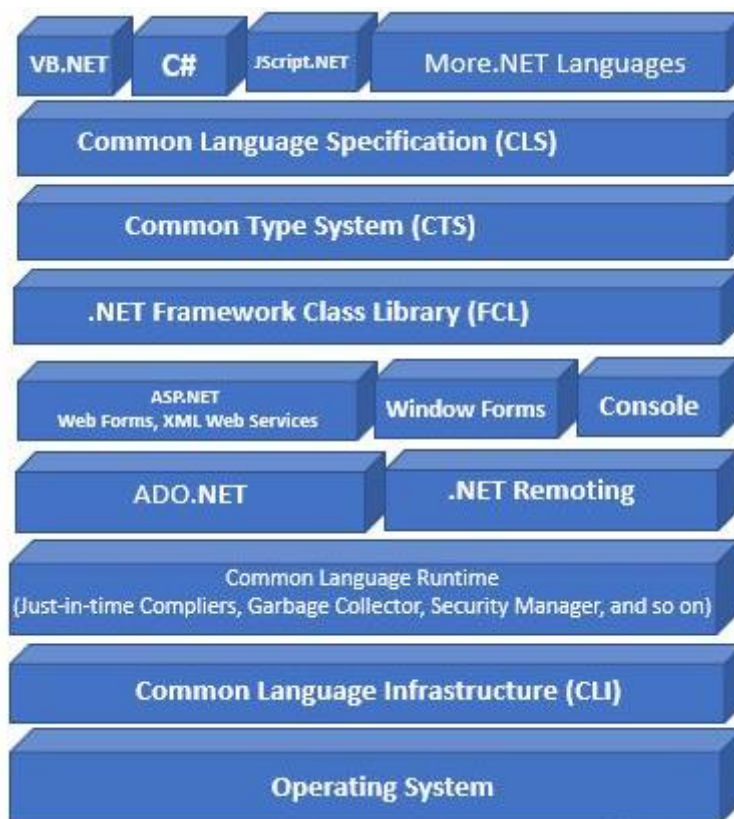 VB.NET
C#
JScript.NET
More.NET Languages
Common Language Specification (CLS)
Common Type System (CTS)
.NET Framework Class Library (FCL)
ASP.NET
Web Forms, XML Web Services
Window Forms
Console
ADO.NET
.NET Remoting
Common Language Runtime
(Just-in-time Compliers, Garbage Collector, Security Manager, and so on)
Common Language Infrastructure (CLI)
Operating System